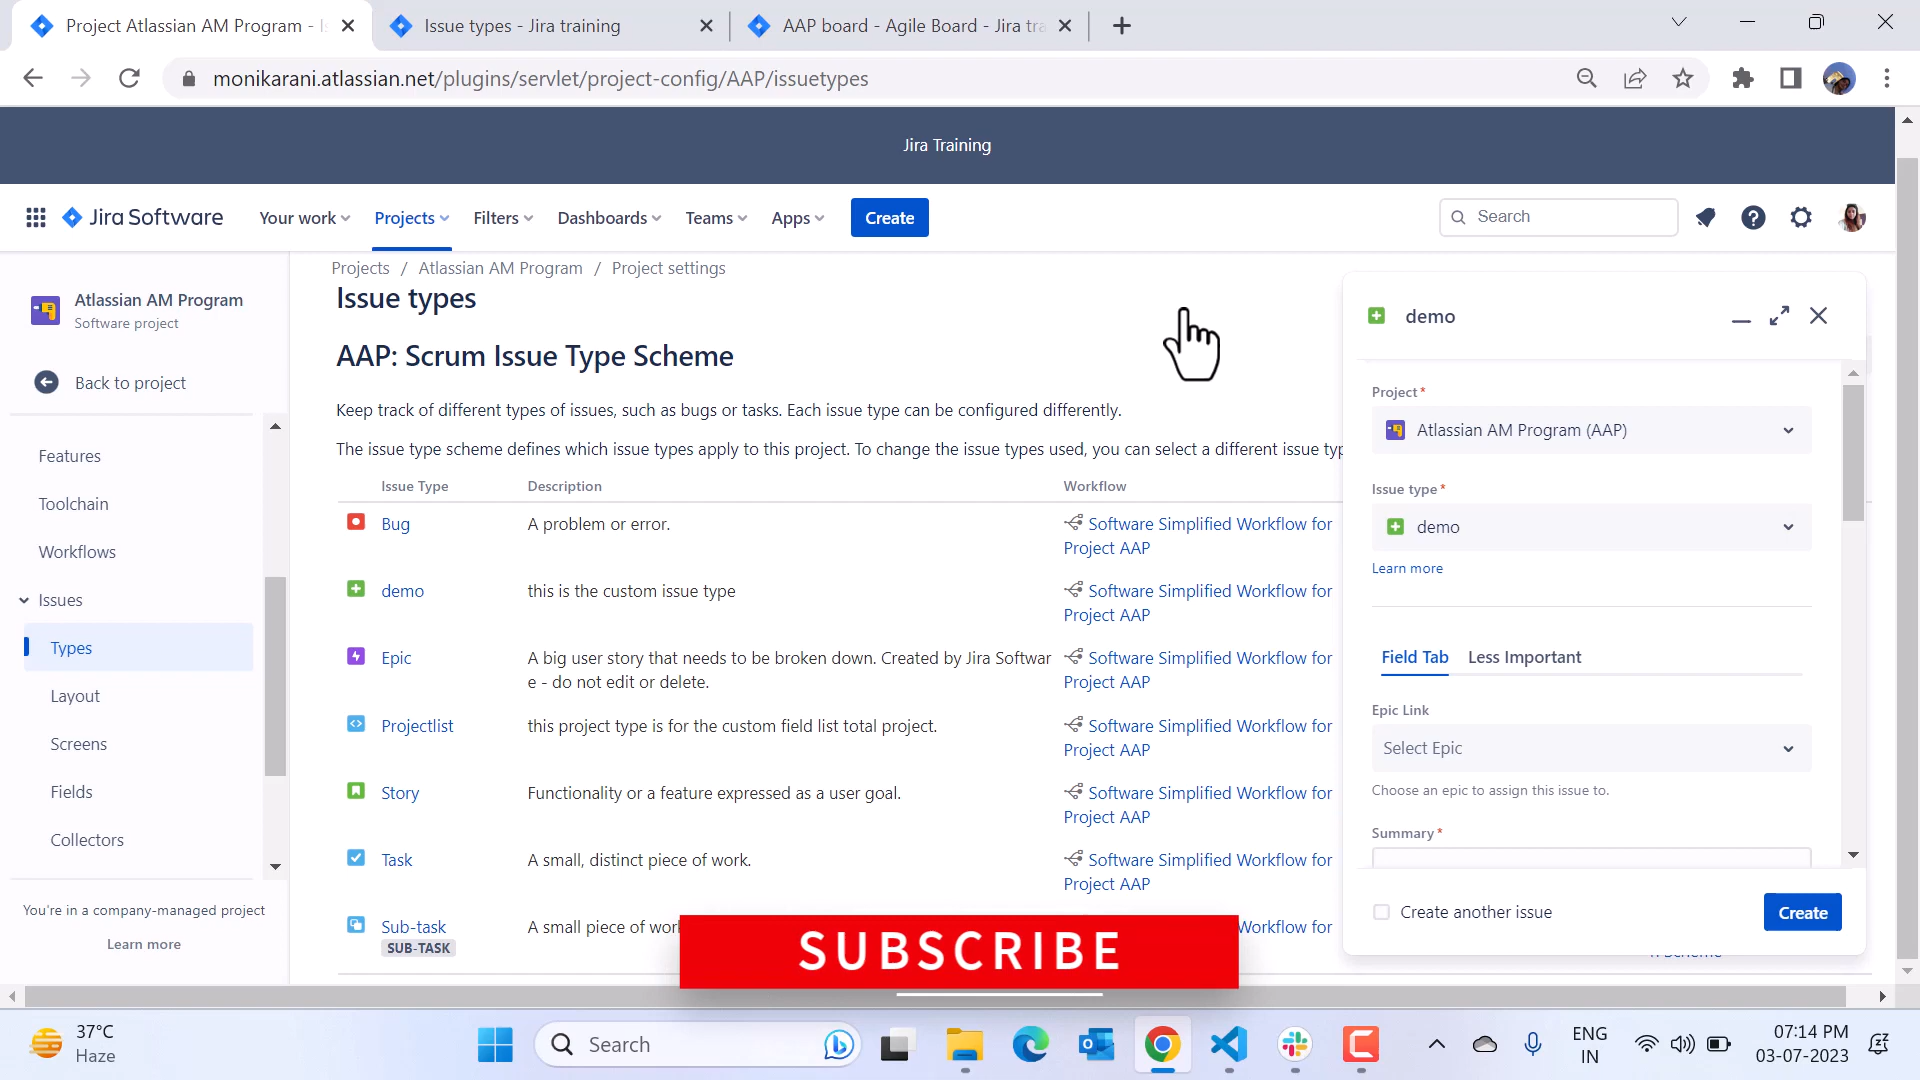 Project Atlassian AM Program - Is
Issue types - Jira training
AAP board - Agile Board - Jira tra
monikarani.atlassian.net/plugins/servlet/project-config/AAP/issuetypes
Jira Training
Jira Software
Your work
Projects
Filters
Dashboards
Teams
Apps
Create
Search
Atlassian AM Program
Software project
Back to project
Features
Toolchain
Workflows
Issues
Types
Layout
Screens
Fields
Collectors
You're in a company-managed project
Learn more
Projects / Atlassian AM Program / Project settings
Issue types
AAP: Scrum Issue Type Scheme
Keep track of different types of issues, such as bugs or tasks. Each issue type can be configured differently.
The issue type scheme defines which issue types apply to this project. To change the issue types used, you can select a different issue typ
Issue Type Description Workflow
Bug A problem or error. Software Simplified Workflow for
Project AAP
demo this is the custom issue type Software Simplified Workflow for
Project AAP
Epic A big user story that needs to be broken down. Created by Jira Softwar Software Simplified Workflow for
e - do not edit or delete. Project AAP
Projectlist this project type is for the custom field list total project. Software Simplified Workflow for
Project AAP
Story Functionality or a feature expressed as a user goal. Software Simplified Workflow for
Project AAP
Task A small, distinct piece of work. Software Simplified Workflow for
Project AAP
Sub-task A small piece of wor Workflow for
SUB-TASK
SUBSCRIBE
demo
Project*
Atlassian AM Program (AAP)
Issue type*
demo
Learn more
Field Tab Less Important
Epic Link
Select Epic
Choose an epic to assign this issue to.
Summary*
Create another issue
Create
37°C
Haze
Search
ENG
IN
07:14 PM
03-07-2023